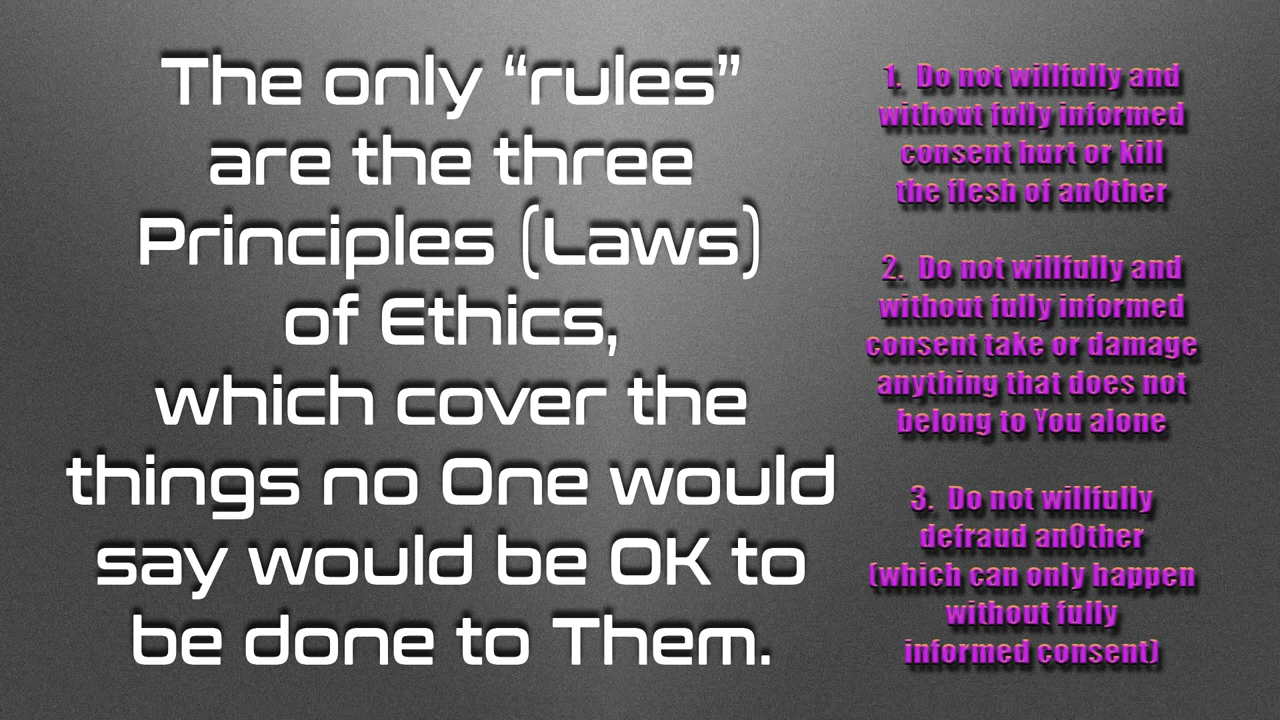 The only “rules”
are the three
Principles (Laws)
of Ethics,
which cover the
things no One would
say would be OK to
be done to Them.
1.  Do not willfully and
without fully informed
consent hurt or kill
the flesh of anOther
2.  Do not willfully and
without fully informed
consent take or damage
anything that does not
belong to You alone
3.  Do not willfully
defraud anOther
(which can only happen
without fully
informed consent)